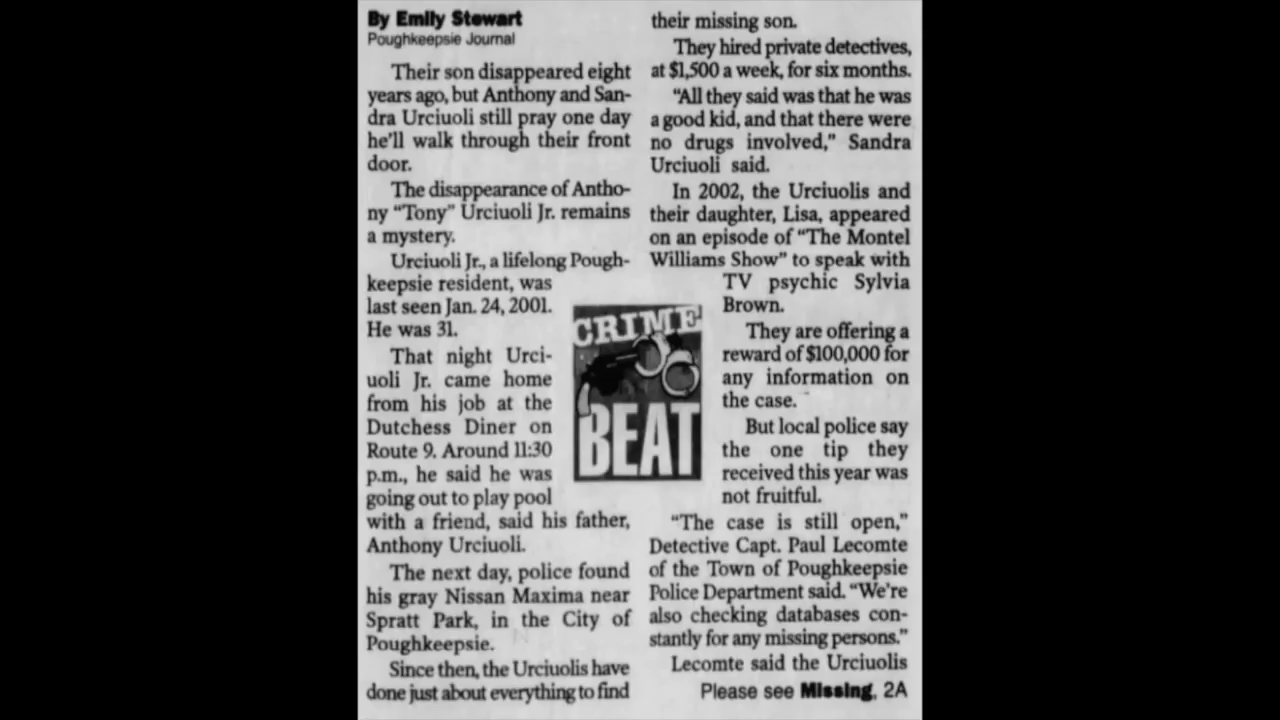 By Emily Stewart
Poughkeepsie Journal
Their son disappeared eight
years ago, but Anthony and San-
dra Urciuoli still pray one day
he'll walk through their front
door.
The disappearance of Antho-
ny "Tony" Urciuoli Jr. remains
a mystery.
Urciuoli Jr., a lifelong Pough-
keepsie resident, was
last seen Jan. 24, 2001.
He was 31.
That night Urci-
uoli Jr. came home
from his job at the
Dutchess Diner on
Route 9. Around 11:30
p.m., he said he was
going out to play pool
with a friend, said his father,
Anthony Urciuoli.
The next day, police found
his gray Nissan Maxima near
Spratt Park, in the City of
Poughkeepsie.
Since then, the Urciuolis have
done just about everything to find
their missing son.
They hired private detectives,
at $1,500 a week, for six months.
"All they said was that he was
a good kid, and that there were
no drugs involved," Sandra
Urciuoli said.
In 2002, the Urciuolis and
their daughter, Lisa, appeared
on an episode of "The Montel
Williams Show" to speak with
TV psychic Sylvia
Brown.
They are offering a
reward of $100,000 for
any information on
the case.
But local police say
the one tip they
received this year was
not fruitful.
"The case is still open,"
Detective Capt. Paul Lecomte
of the Town of Poughkeepsie
Police Department said. "We're
also checking databases con-
stantly for any missing persons."
Lecomte said the Urciuolis
Please see Missing, 2A
CRIME
BEAT